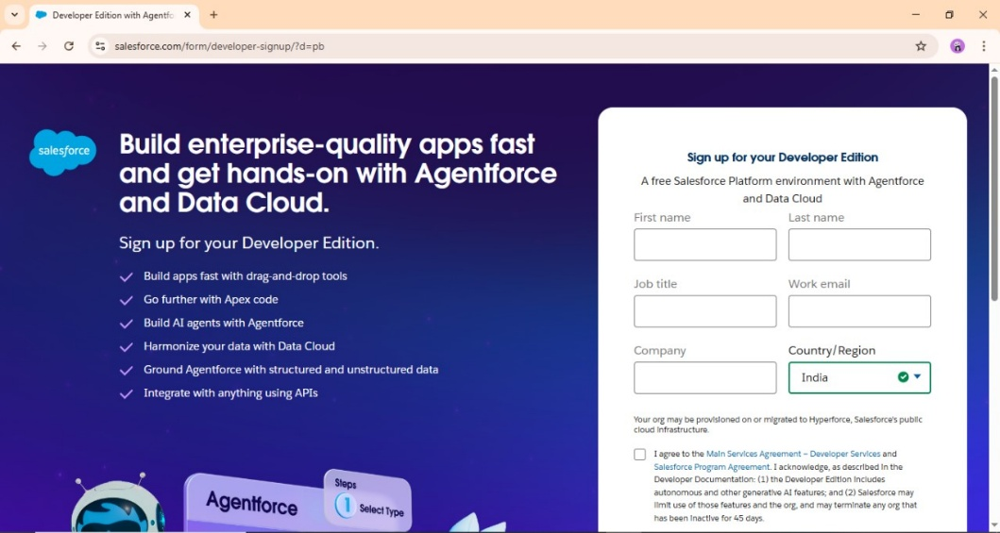 Developer Edition with Agentfo
salesforce.com/form/developer-signup/?d=pb
salesforce
Build enterprise-quality apps fast
and get hands-on with Agentforce
and Data Cloud.
Sign up for your Developer Edition.
Build apps fast with drag-and-drop tools
Go further with Apex code
Build AI agents with Agentforce
Harmonize your data with Data Cloud
Ground Agentforce with structured and unstructured data
Integrate with anything using APIs
Agentforce
Steps
1
Select Type
Sign up for your Developer Edition
A free Salesforce Platform environment with Agentforce
and Data Cloud
First name
Last name
Job title
Work email
Company
Country/Region
India
Your org may be provisioned on or migrated to Hyperforce, Salesforce's public
cloud infrastructure.
I agree to the Main Services Agreement – Developer Services and
Salesforce Program Agreement. I acknowledge, as described in the
Developer Documentation: (1) the Developer Edition includes
autonomous and other generative AI features; and (2) Salesforce may
limit use of those features and the org, and may terminate any org that
has been inactive for 45 days.